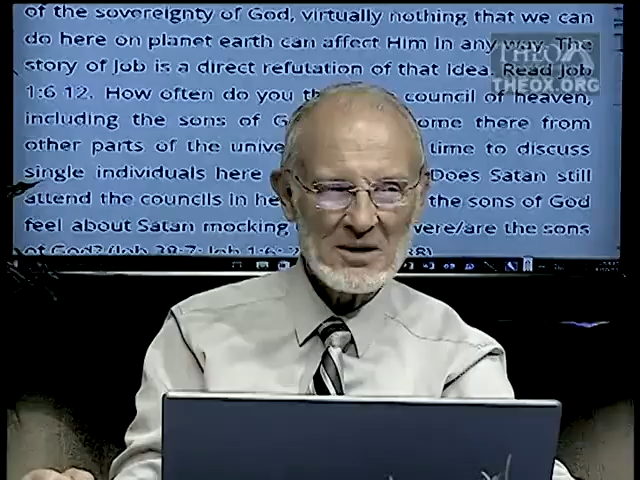 of the sovereignty of God, virtually nothing that we can
do here on planet earth can affect Him in any way. The
story of Job is a direct refutation of that idea. Read Job
1:6 12. How often do you council of heaven,
including the sons of there from
other parts of the time to discuss
single individuals here Does Satan still
attend the councils in the sons of God
feel about Satan mocking were/are the sons
of God? (Job 38:7; Job 1:6;
THEOX
THEOX.ORG